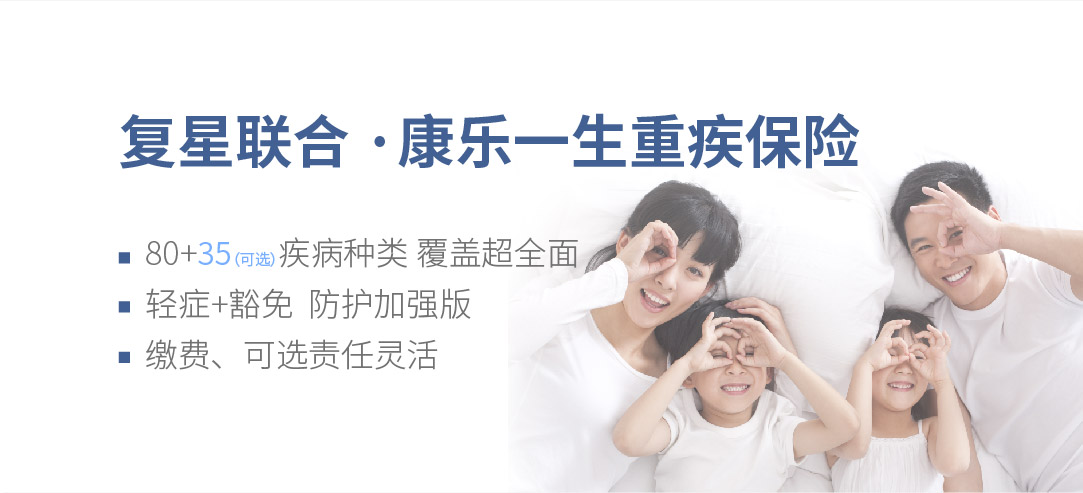 复星联合·康乐一生重疾保险
80+35(可选)疾病种类 覆盖超全面
轻症+豁免 防护加强版
缴费、可选责任灵活